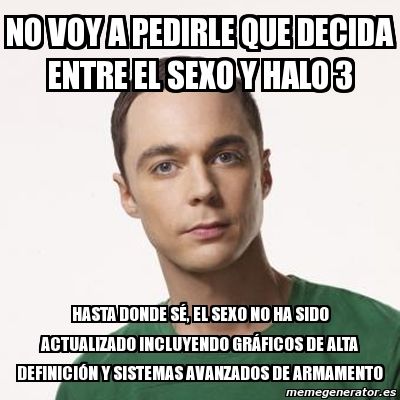 NO VOY A PEDIRLE QUE DECIDA
ENTRE EL SEXO Y HALO 3
HASTA DONDE SÉ, EL SEXO NO HA SIDO
ACTUALIZADO INCLUYENDO GRÁFICOS DE ALTA
DEFINICIÓN Y SISTEMAS AVANZADOS DE ARMAMENTO
memegenerator.es